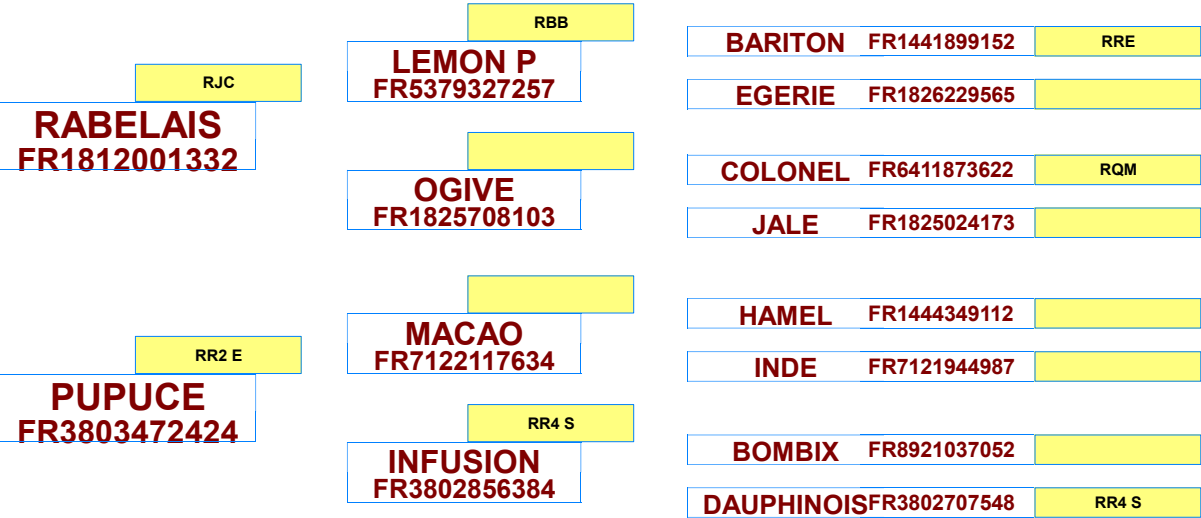 RJC
RABELAIS
FR1812001332
RR2 E
PUPUCE
FR3803472424
RBB
LEMON P
FR5379327257
OGIVE
FR1825708103
MACAO
FR7122117634
RR4 S
INFUSION
FR3802856384
BARITON FR1441899152 RRE
EGERIE FR1826229565
COLONEL FR6411873622 RQM
JALE FR1825024173
HAMEL FR1444349112
INDE FR7121944987
BOMBIX FR8921037052
DAUPHINOIS FR3802707548 RR4 S